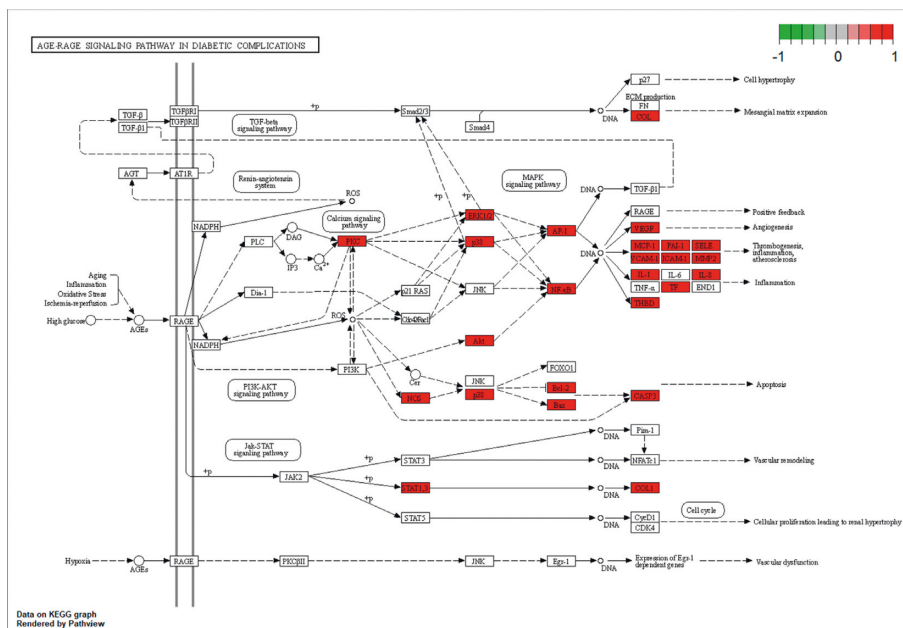 AGE-RAGE SIGNALING PATHWAY IN DIABETIC COMPLICATIONS
-1 0 1
p27
Cell hypertrophy
TGF-β
TGF-β1
TGFβRI
TGFβRII
+p
TGF-beta
signaling pathway
Smad2/3
Smad4
DNA
ECM production
FN
COL
Mesangial matrix expansion
AGT
AT1R
Renin-angiotensin
system
ROS
+p
+p
MAPK
signaling pathway
DNA
TGF-β1
NADPH
Calcium signaling
pathway
PLC
DAG
IP3
Ca2+
PKC
ERK1/2
p38
AP-1
RAGE
Positive feedback
VEGF
Angiogenesis
DNA
MCP-1
PAI-1
SELE
VCAM-1
ICAM-1
MMP2
Thrombogenesis,
inflammation,
atherosclerosis
Aging
Inflammation
Oxidative Stress
Ischemia-reperfusion
Dia-1
p21 RAS
JNK
NF-κB
IL-1
IL-6
IL-8
TNF-α
TF
END1
Inflammation
THBD
High glucose
AGEs
RAGE
ROS
NADPH
Akt
PI3K
Cer
JNK
p38
NOS
FOXO1
Bcl-2
Bax
CASP3
Apoptosis
PI3K-AKT
signaling pathway
Jak-STAT
signaling pathway
+p
JAK2
+p
STAT3
DNA
Pim-1
NFATc1
Vascular remodeling
+p
STAT1,3
DNA
COL1
+p
STAT5
DNA
CycD1
CDK4
Cell cycle
Cellular proliferation leading to renal hypertrophy
Hypoxia
AGEs
RAGE
PKCβII
JNK
Egr-1
DNA
Expression of Egr-1
dependent genes
Vascular dysfunction
Data on KEGG graph
Rendered by Pathview